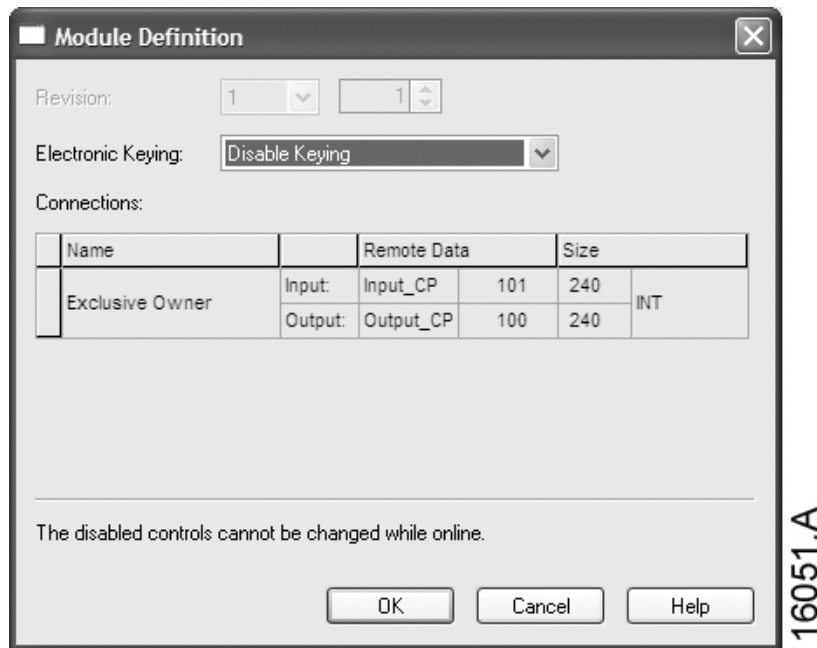 Module Definition
Revision: 1 1
Electronic Keying: Disable Keying
Connections:
Name Remote Data Size
Exclusive Owner Input: Input_CP 101 240 INT
Output: Output_CP 100 240
The disabled controls cannot be changed while online.
OK Cancel Help
16051.A